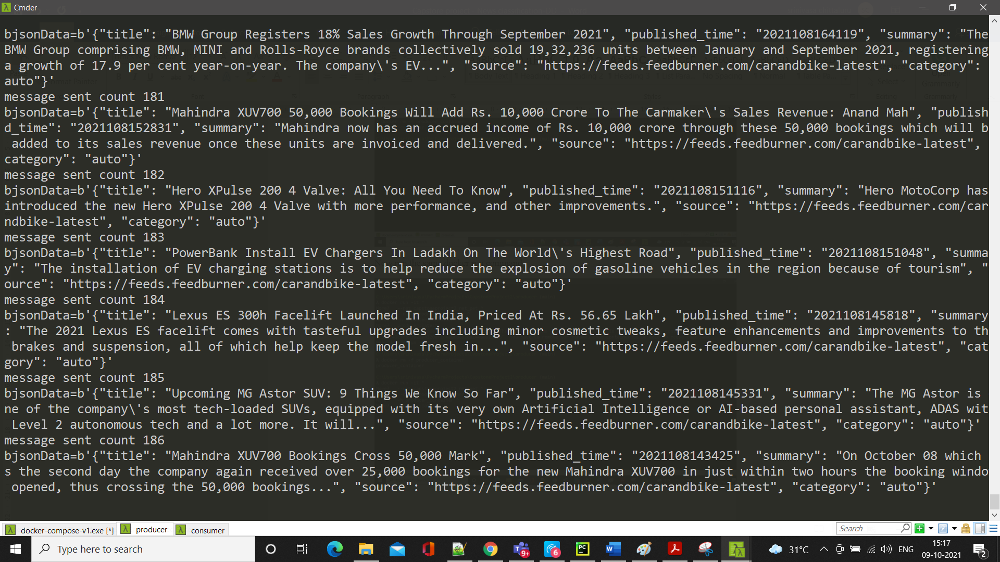 Cmder
bjsonData=b'{"title": "BMW Group Registers 18% Sales Growth Through September 2021", "published_time": "2021108164119", "summary": "The
BMW Group comprising BMW, MINI and Rolls-Royce brands collectively sold 19,32,236 units between January and September 2021, registering
a growth of 17.9 per cent year-on-year. The company\'s EV...", "source": "https://feeds.feedburner.com/carandbike-latest", "category":
auto"}'
message sent count 181
bjsonData=b'{"title": "Mahindra XUV700 50,000 Bookings Will Add Rs. 10,000 Crore To The Carmaker\'s Sales Revenue: Anand Mah", "publish
d_time": "2021108152831", "summary": "Mahindra now has an accrued income of Rs. 10,000 crore through these 50,000 bookings which will b
added to its sales revenue once these units are invoiced and delivered.", "source": "https://feeds.feedburner.com/carandbike-latest",
category": "auto"}'
message sent count 182
bjsonData=b'{"title": "Hero XPulse 200 4 Valve: All You Need To Know", "published_time": "2021108151116", "summary": "Hero MotoCorp has
introduced the new Hero XPulse 200 4 Valve with more performance, and other improvements.", "source": "https://feeds.feedburner.com/car
ndbike-latest", "category": "auto"}'
message sent count 183
bjsonData=b'{"title": "PowerBank Install EV Chargers In Ladakh On The World\'s Highest Road", "published_time": "2021108151048", "summa
y": "The installation of EV charging stations is to help reduce the explosion of gasoline vehicles in the region because of tourism", "
ource": "https://feeds.feedburner.com/carandbike-latest", "category": "auto"}'
message sent count 184
bjsonData=b'{"title": "Lexus ES 300h Facelift Launched In India, Priced At Rs. 56.65 Lakh", "published_time": "2021108145818", "summary
: "The 2021 Lexus ES facelift comes with tasteful upgrades including minor cosmetic tweaks, feature enhancements and improvements to th
brakes and suspension, all of which help keep the model fresh in...", "source": "https://feeds.feedburner.com/carandbike-latest", "cat
gory": "auto"}'
message sent count 185
bjsonData=b'{"title": "Upcoming MG Astor SUV: 9 Things We Know So Far", "published_time": "2021108145331", "summary": "The MG Astor is
ne of the company\'s most tech-loaded SUVs, equipped with its very own Artificial Intelligence or AI-based personal assistant, ADAS wit
Level 2 autonomous tech and a lot more. It will...", "source": "https://feeds.feedburner.com/carandbike-latest", "category": "auto"}'
message sent count 186
bjsonData=b'{"title": "Mahindra XUV700 Bookings Cross 50,000 Mark", "published_time": "2021108143425", "summary": "On October 08 which
s the second day the company again received over 25,000 bookings for the new Mahindra XUV700 in just within two hours the booking windo
opened, thus crossing the 50,000 bookings...", "source": "https://feeds.feedburner.com/carandbike-latest", "category": "auto"}'
docker-compose-v1.exe [*] producer consumer Search
Type here to search 9+ 6 PC 31°C ENG 15:17
09-10-2021 2